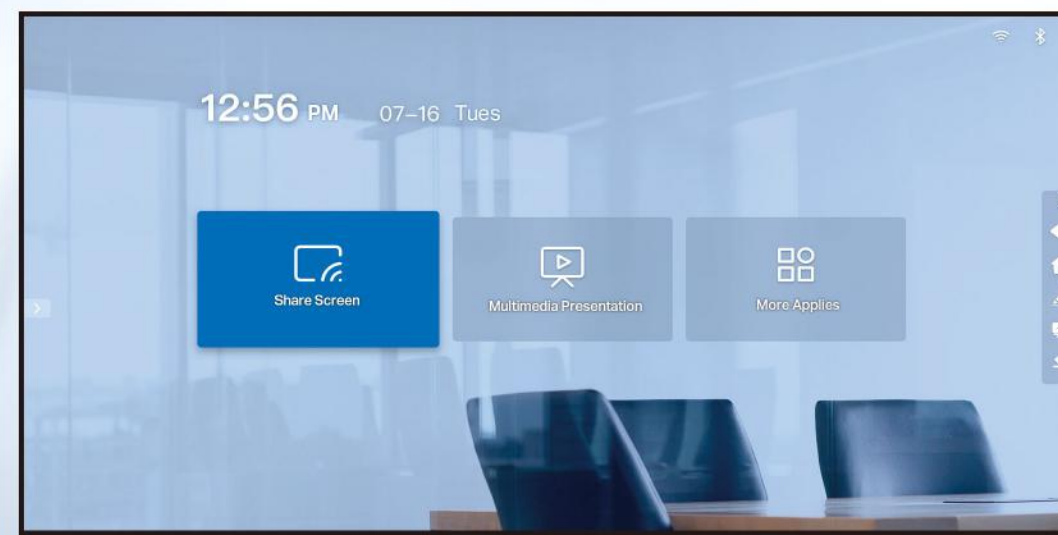 12:56 PM 07-16 Tues
Share Screen
Multimedia Presentation
More Applies